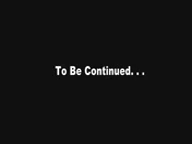 To Be Continued. . .